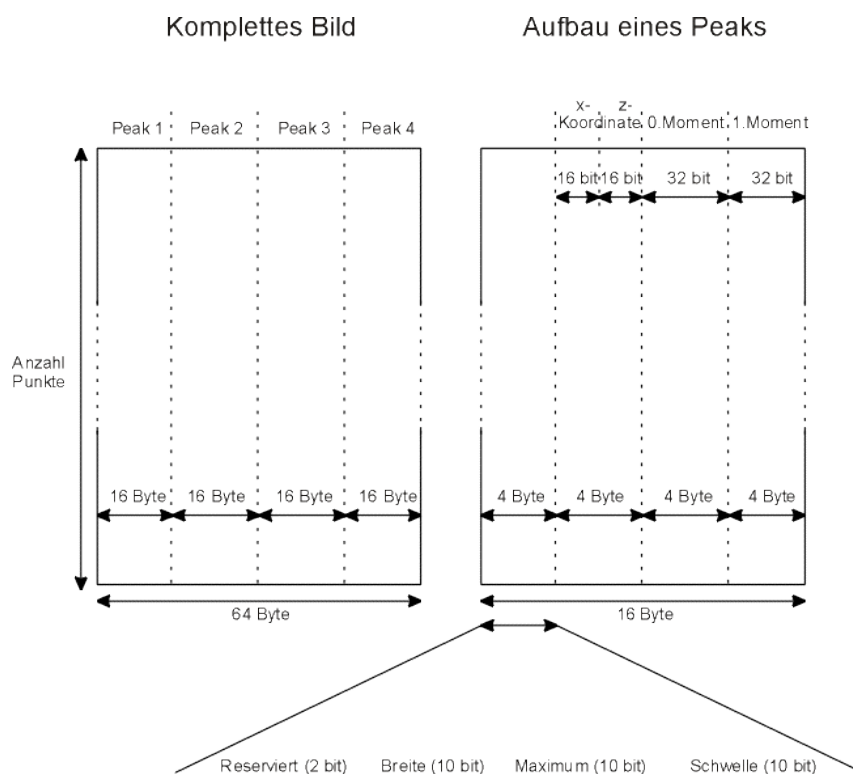 Komplettes Bild
Aufbau eines Peaks
Peak 1
Peak 2
Peak 3
Peak 4
x-
z-
Koordinate
0.Moment
1.Moment
16 bit
16 bit
32 bit
32 bit
Anzahl
Punkte
16 Byte
16 Byte
16 Byte
16 Byte
4 Byte
4 Byte
4 Byte
4 Byte
64 Byte
16 Byte
Reserviert (2 bit)
Breite (10 bit)
Maximum (10 bit)
Schwelle (10 bit)